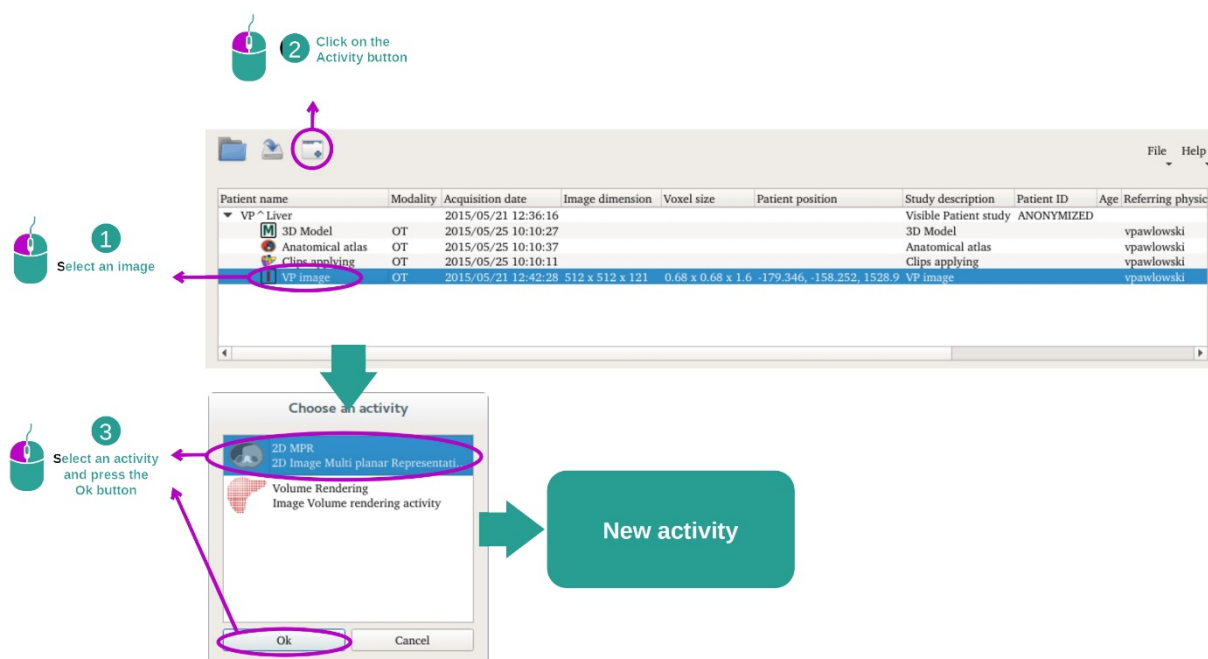 2 Click on the
Activity button
File Help
Patient name Modality Acquisition date Image dimension Voxel size Patient position Study description Patient ID Age Referring physic
VP^Liver 2015/05/21 12:36:16 Visible Patient study ANONYMIZED
M 3D Model OT 2015/05/25 10:10:27 3D Model vpawlowski
Anatomical atlas OT 2015/05/25 10:10:37 Anatomical atlas vpawlowski
Clips applying OT 2015/05/25 10:10:11 Clips applying vpawlowski
I VP image OT 2015/05/21 12:42:28 512 x 512 x 121 0.68 x 0.68 x 1.6 -179.346, -158.252, 1528.9 VP image vpawlowski
1
Select an image
Choose an activity
2D MPR
2D Image Multi planar Representati...
Volume Rendering
Image Volume rendering activity
Ok Cancel
3
Select an activity
and press the
Ok button
New activity